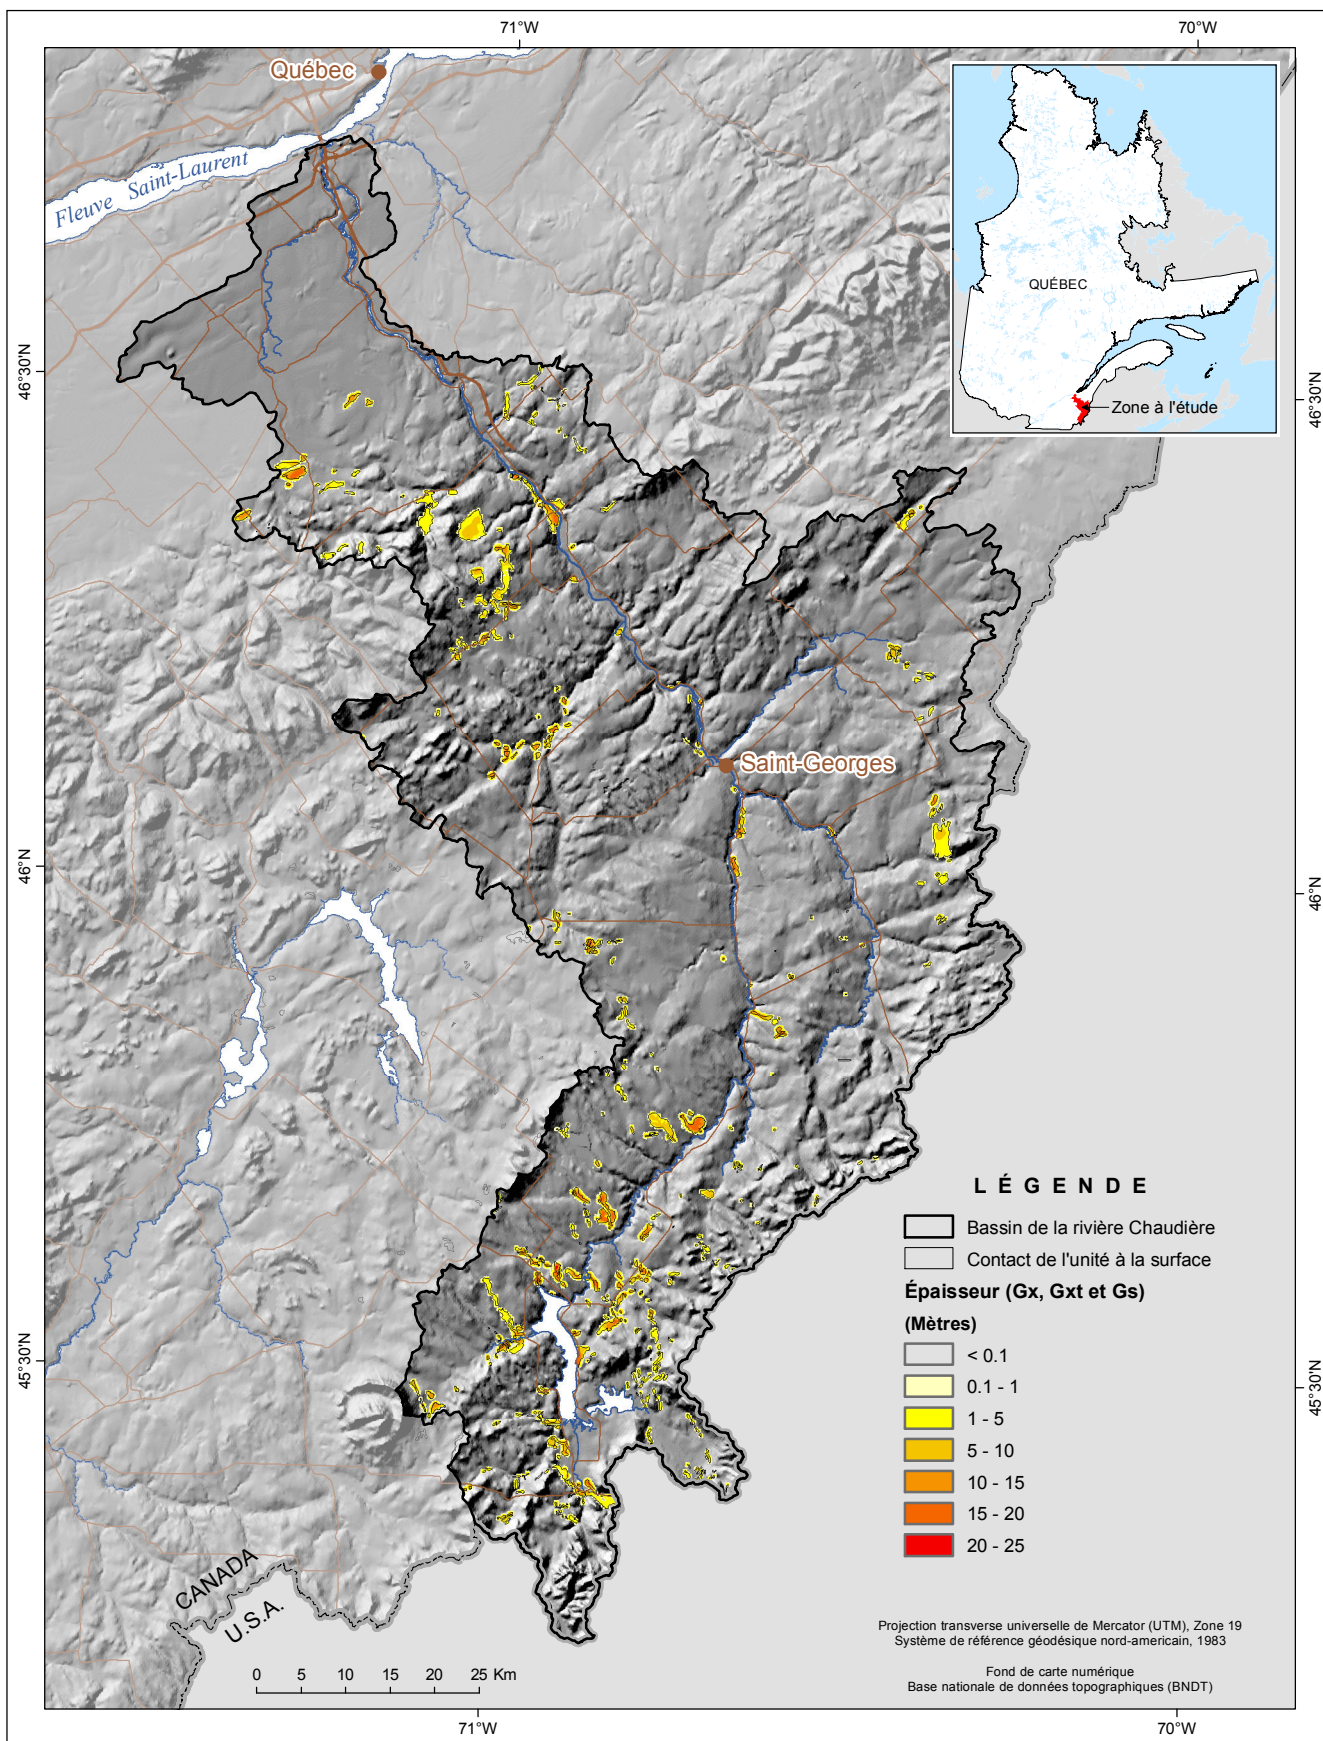 71°W
70°W
Québec
Fleuve Saint-Laurent
QUÉBEC
Zone à l'étude
46°30'N
46°30'N
Saint-Georges
46°N
46°N
LÉGENDE
Bassin de la rivière Chaudière
Contact de l'unité à la surface
Épaisseur (Gx, Gxt et Gs)
(Mètres)
< 0.1
0.1 - 1
1 - 5
5 - 10
10 - 15
15 - 20
20 - 25
45°30'N
45°30'N
CANADA
U.S.A.
Projection transverse universelle de Mercator (UTM), Zone 19
Système de référence géodésique nord-americain, 1983
Fond de carte numérique
Base nationale de données topographiques (BNDT)
0 5 10 15 20 25 Km
71°W
70°W